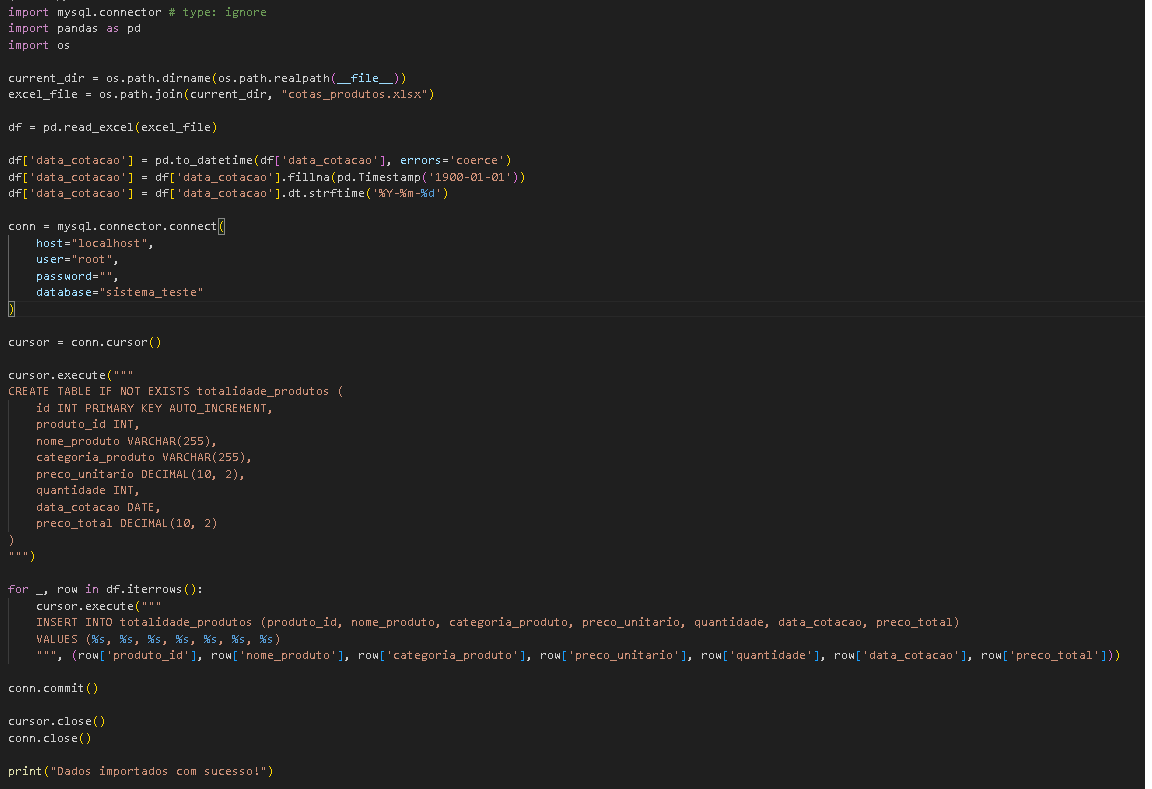 import mysql.connector # type: ignore
import pandas as pd
import os
current_dir = os.path.dirname(os.path.realpath(__file__))
excel_file = os.path.join(current_dir, "cotas_produtos.xlsx")
df = pd.read_excel(excel_file)
df['data_cotacao'] = pd.to_datetime(df['data_cotacao'], errors='coerce')
df['data_cotacao'] = df['data_cotacao'].fillna(pd.Timestamp('1900-01-01'))
df['data_cotacao'] = df['data_cotacao'].dt.strftime('%Y-%m-%d')
conn = mysql.connector.connect(
    host="localhost",
    user="root",
    password="",
    database="sistema_teste"
)
cursor = conn.cursor()
cursor.execute("""
CREATE TABLE IF NOT EXISTS totalidade_produtos (
    id INT PRIMARY KEY AUTO_INCREMENT,
    produto_id INT,
    nome_produto VARCHAR(255),
    categoria_produto VARCHAR(255),
    preco_unitario DECIMAL(10, 2),
    quantidade INT,
    data_cotacao DATE,
    preco_total DECIMAL(10, 2)
)
""")
for _, row in df.iterrows():
    cursor.execute("""
    INSERT INTO totalidade_produtos (produto_id, nome_produto, categoria_produto, preco_unitario, quantidade, data_cotacao, preco_total)
    VALUES (%s, %s, %s, %s, %s, %s, %s)
    """, (row['produto_id'], row['nome_produto'], row['categoria_produto'], row['preco_unitario'], row['quantidade'], row['data_cotacao'], row['preco_total']))
conn.commit()
cursor.close()
conn.close()
print("Dados importados com sucesso!")